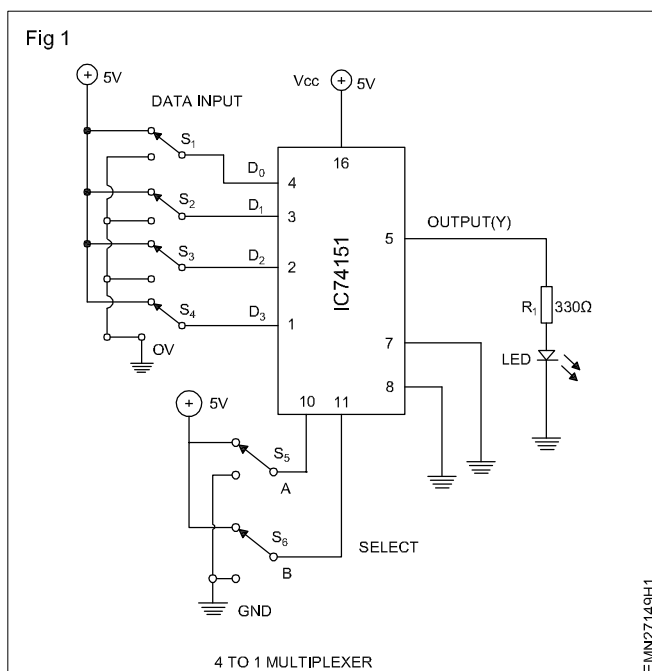 Fig 1
5V
DATA INPUT
Vcc 5V
S1
D0
4
16
S2
D1
3
S3
D2
2
S4
D3
1
OV
IC74151
5
OUTPUT(Y)
R1 330Ω
7
LED
8
10 11
5V
S5
A
S6
B
SELECT
GND
4 TO 1 MULTIPLEXER
EMN27149H1